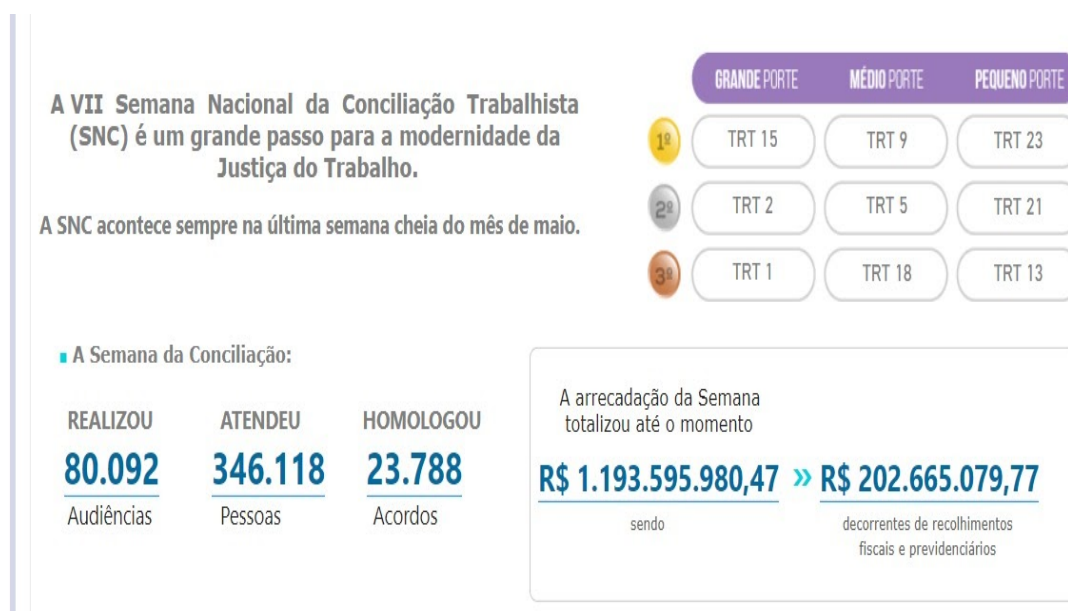 A VII Semana Nacional da Conciliação Trabalhista
(SNC) é um grande passo para a modernidade da
Justiça do Trabalho.
A SNC acontece sempre na última semana cheia do mês de maio.
GRANDE PORTE MÉDIO PORTE PEQUENO PORTE
1º TRT 15 TRT 9 TRT 23
2º TRT 2 TRT 5 TRT 21
3º TRT 1 TRT 18 TRT 13
A Semana da Conciliação:
REALIZOU ATENDEU HOMOLOGOU
80.092 346.118 23.788
Audiências Pessoas Acordos
A arrecadação da Semana
totalizou até o momento
R$ 1.193.595.980,47 » R$ 202.665.079,77
sendo decorrentes de recolhimentos
fiscais e previdenciários